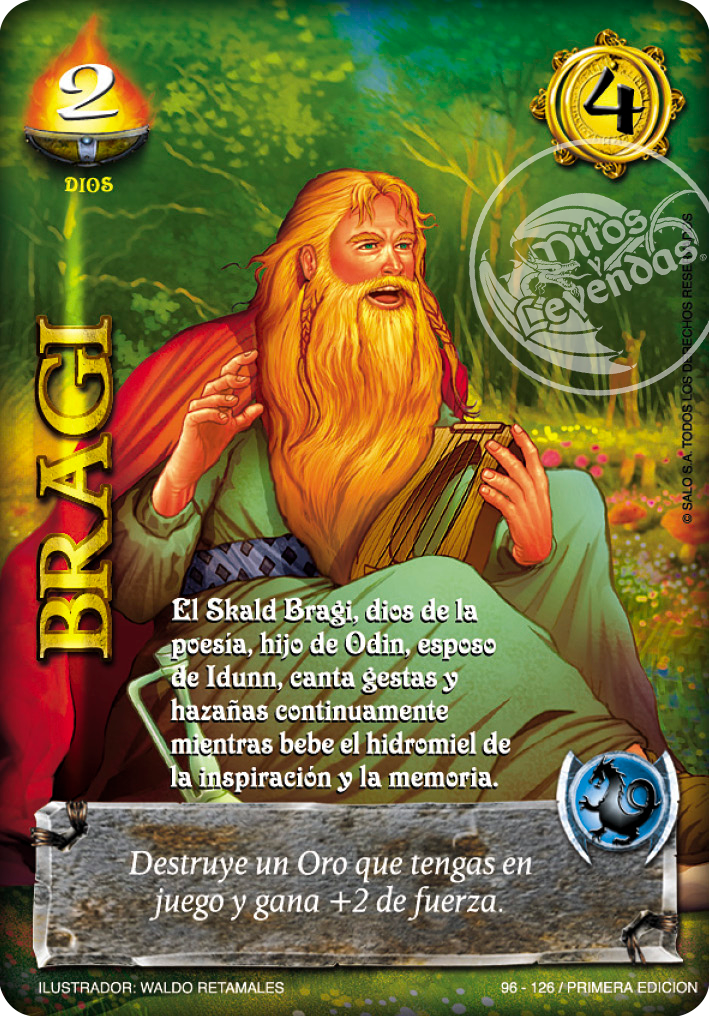 2
4
DIOS
Mitos
y
Leyendas
®
BRAGI
© SALO S.A. TODOS LOS DERECHOS RESERVADOS
El Skald Bragi, dios de la
poesía, hijo de Odin, esposo
de Idunn, canta gestas y
hazañas continuamente
mientras bebe el hidromiel de
la inspiración y la memoria.
Destruye un Oro que tengas en
juego y gana +2 de fuerza.
ILUSTRADOR: WALDO RETAMALES
96 - 126 / PRIMERA EDICION